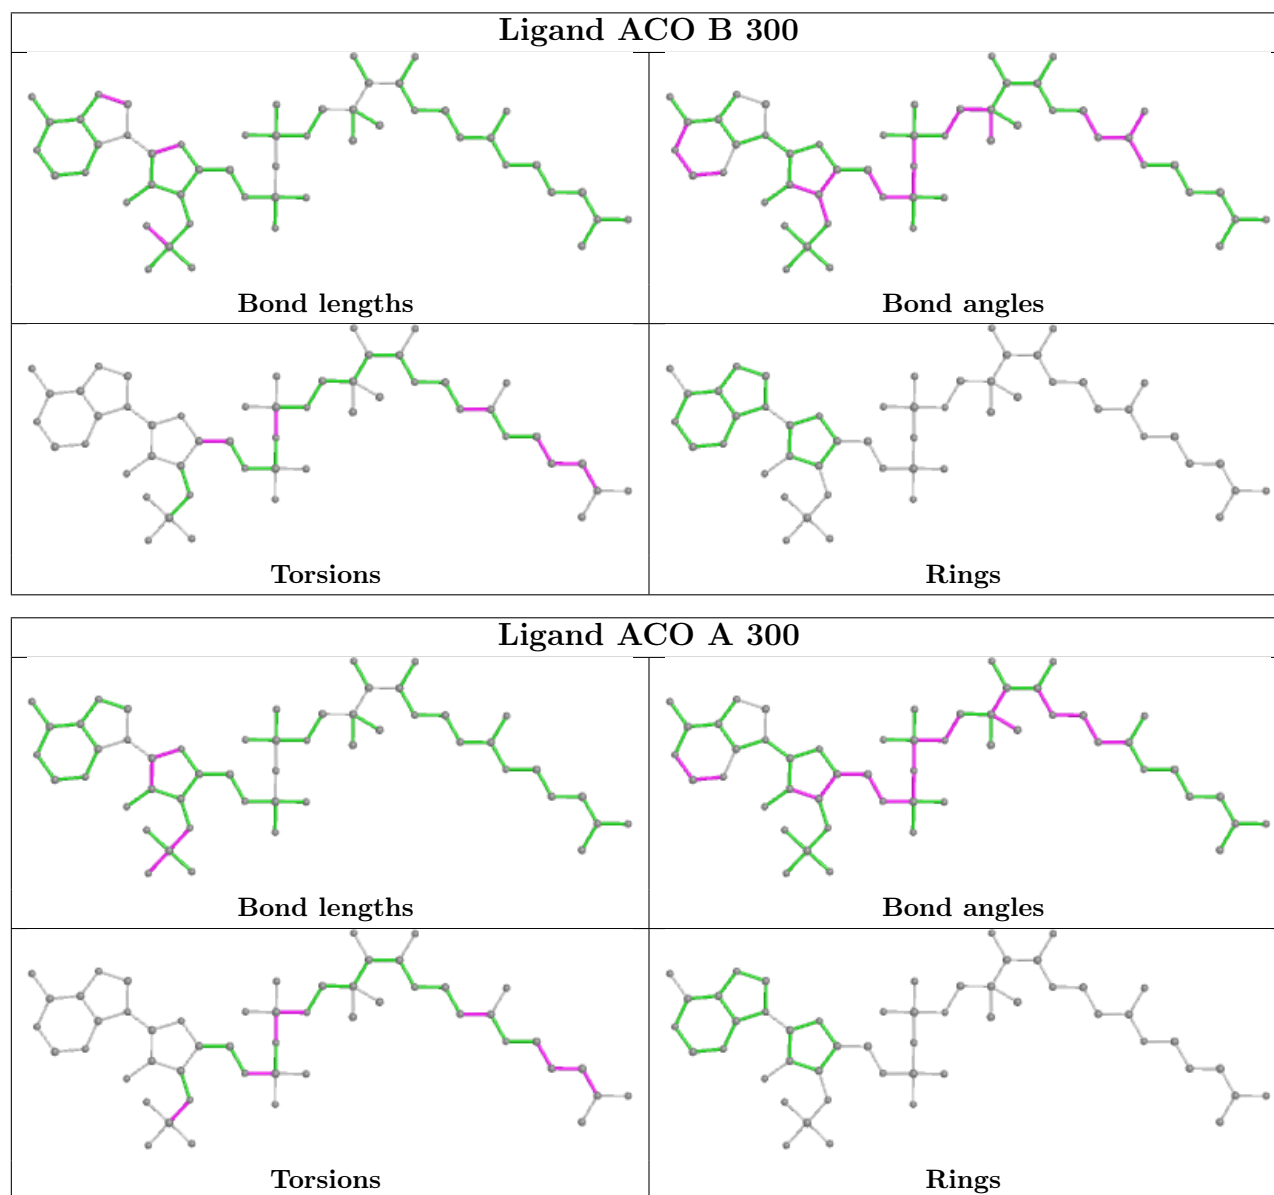 Ligand ACO B 300
Bond lengths
Bond angles
Torsions
Rings
Ligand ACO A 300
Bond lengths
Bond angles
Torsions
Rings